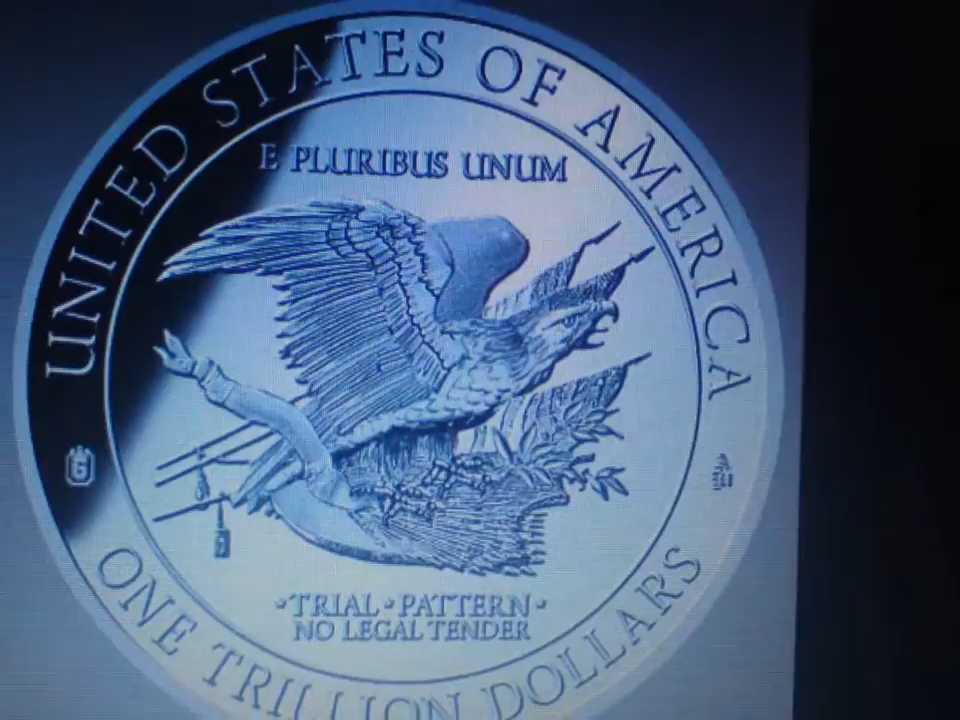 UNITED STATES OF AMERICA
E PLURIBUS UNUM
G
·TRIAL·PATTERN·
NO LEGAL TENDER
ONE TRILLION DOLLARS